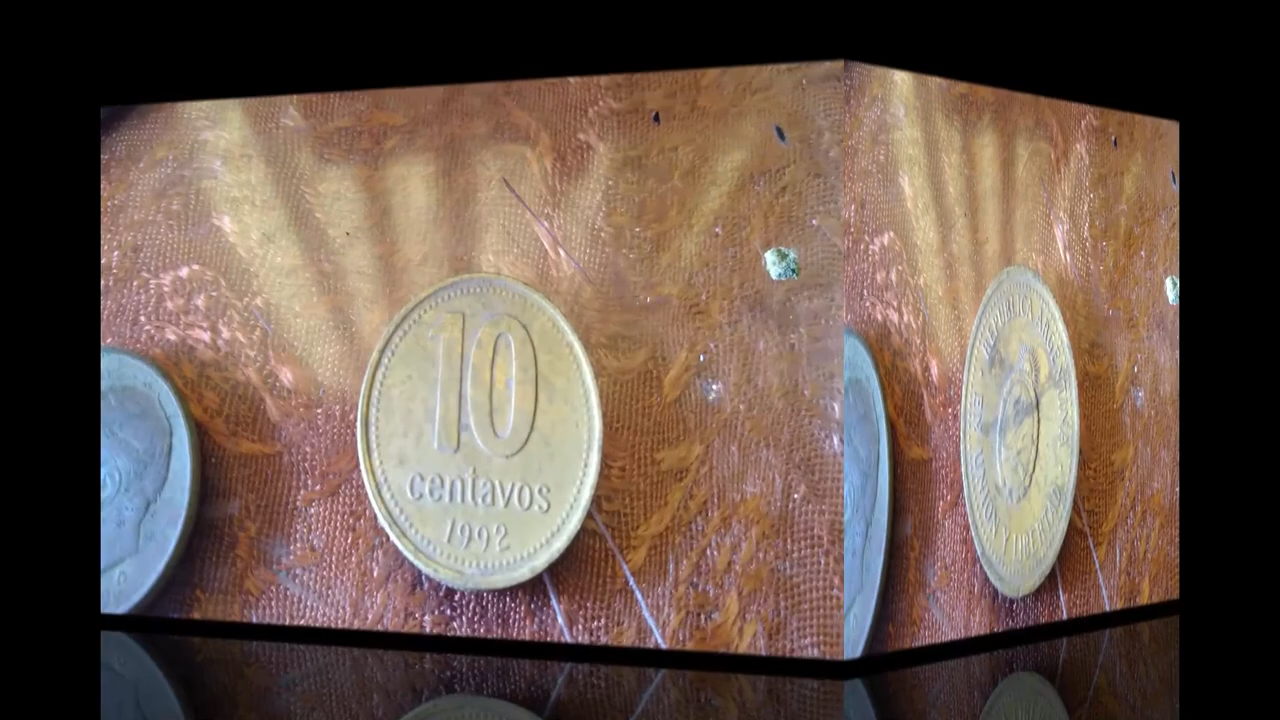 10
centavos
1992
REPUBLICA ARGENTINA
EN UNION Y LIBERTAD